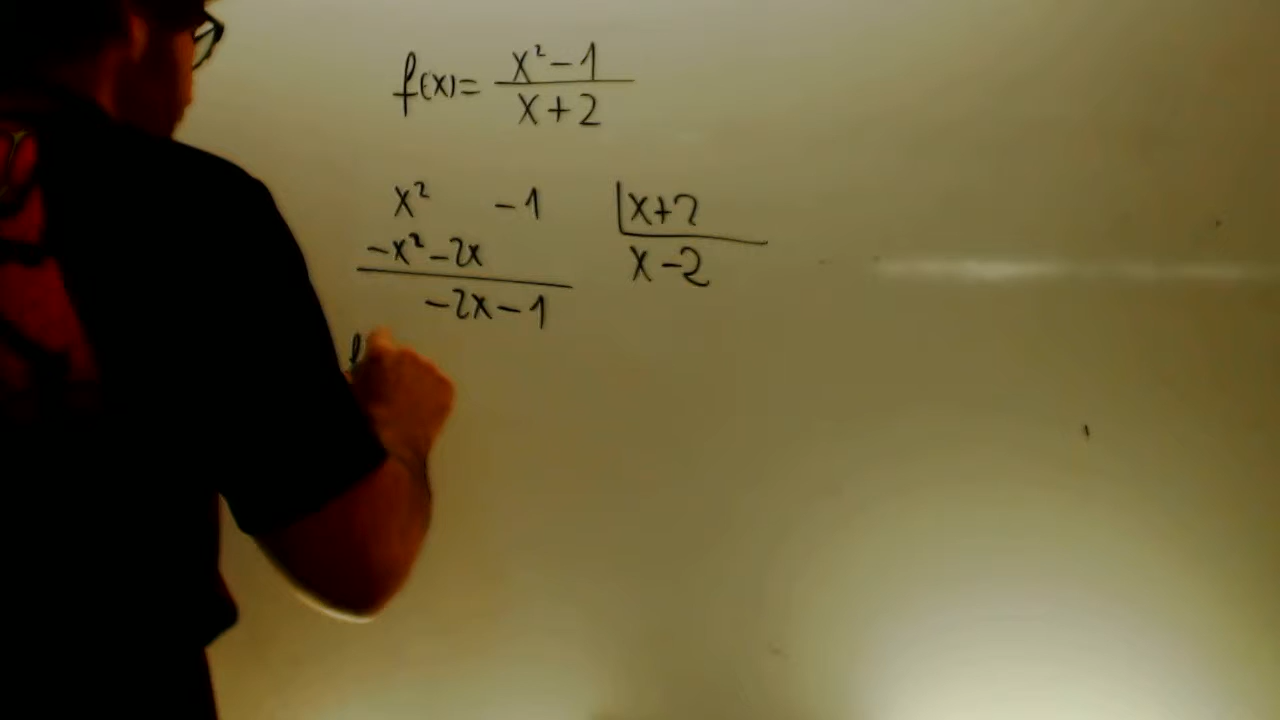 f(x)= x²-1 / x+2
x² -1 |x+2
-x²-2x x-2
-2x-1